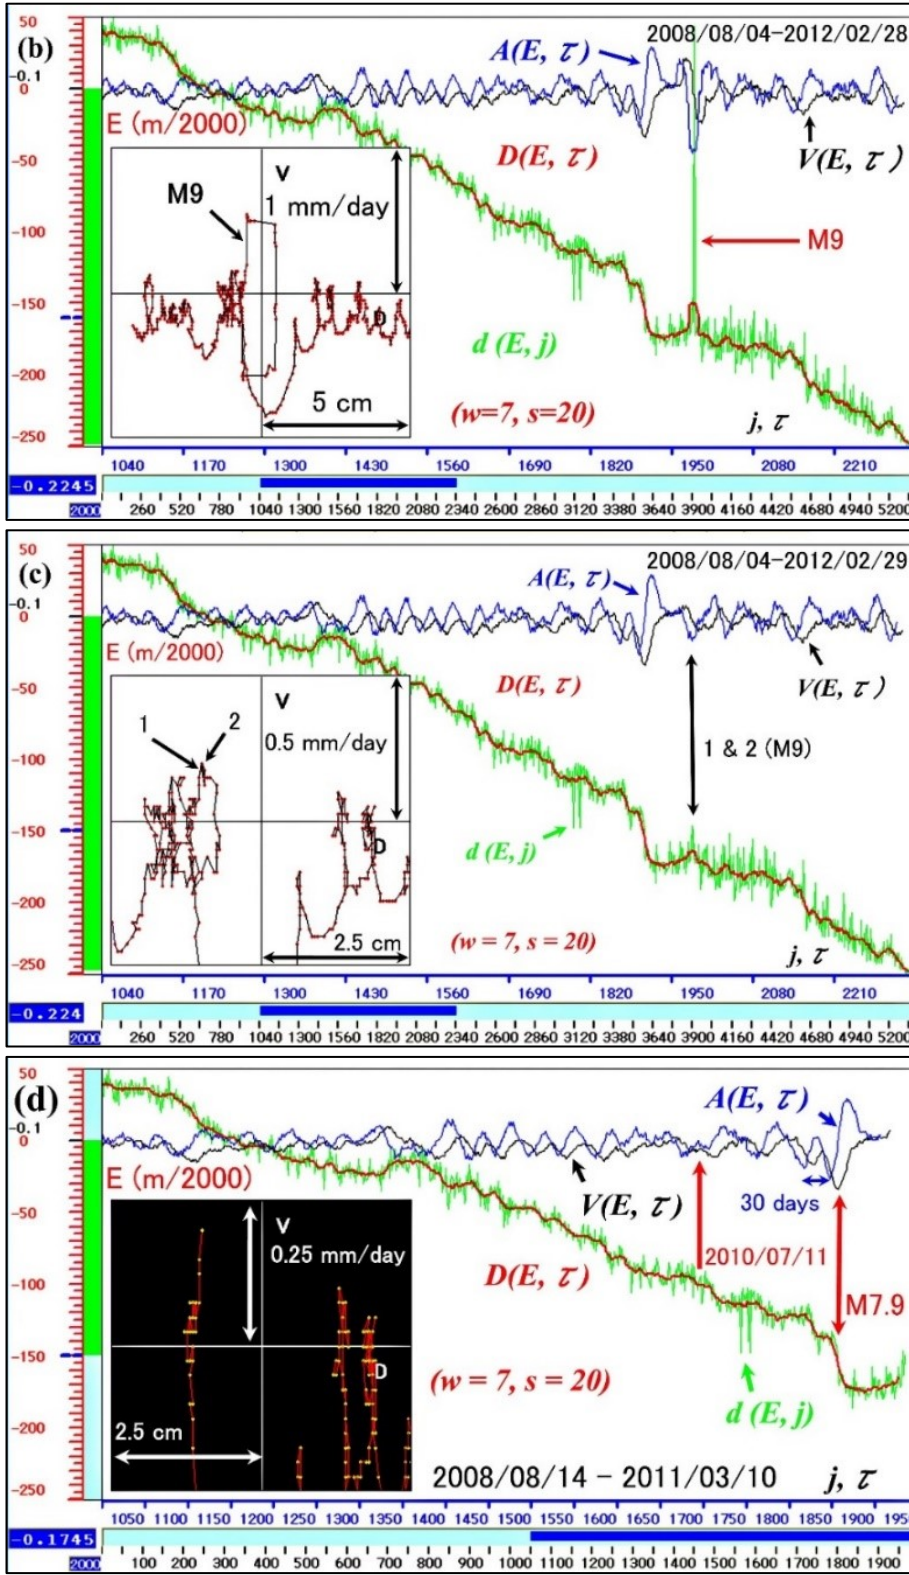 (b)
2008/08/04-2012/02/28
A(E, τ)
50
-0.1
0
E (m/2000)
-50
-100
-150
-200
-250
V
M9
1 mm/day
D
5 cm
D(E, τ)
V(E, τ)
M9
d (E, j)
(w=7, s=20)
j, τ
1040 1170 1300 1430 1560 1690 1820 1950 2080 2210
-0.2245
2000 260 520 780 1040 1300 1560 1820 2080 2340 2600 2860 3120 3380 3640 3900 4160 4420 4680 4940 5200
(c)
2008/08/04-2012/02/29
A(E, τ)
50
-0.1
0
E (m/2000)
-50
-100
-150
-200
-250
V
1 2
0.5 mm/day
D
2.5 cm
D(E, τ)
V(E, τ)
1 & 2 (M9)
d (E, j)
(w = 7, s = 20)
j, τ
1040 1170 1300 1430 1560 1690 1820 1950 2080 2210
-0.224
2000 260 520 780 1040 1300 1560 1820 2080 2340 2600 2860 3120 3380 3640 3900 4160 4420 4680 4940 5200
(d)
A(E, τ)
50
-0.1
0
E (m/2000)
-50
-100
-150
-200
-250
V
0.25 mm/day
D
2.5 cm
V(E, τ)
30 days
D(E, τ)
2010/07/11
M7.9
(w = 7, s = 20)
d (E, j)
2008/08/14 - 2011/03/10
j, τ
1050 1100 1150 1200 1250 1300 1350 1400 1450 1500 1550 1600 1650 1700 1750 1800 1850 1900 1950
-0.1745
2000 100 200 300 400 500 600 700 800 900 1000 1100 1200 1300 1400 1500 1600 1700 1800 1900